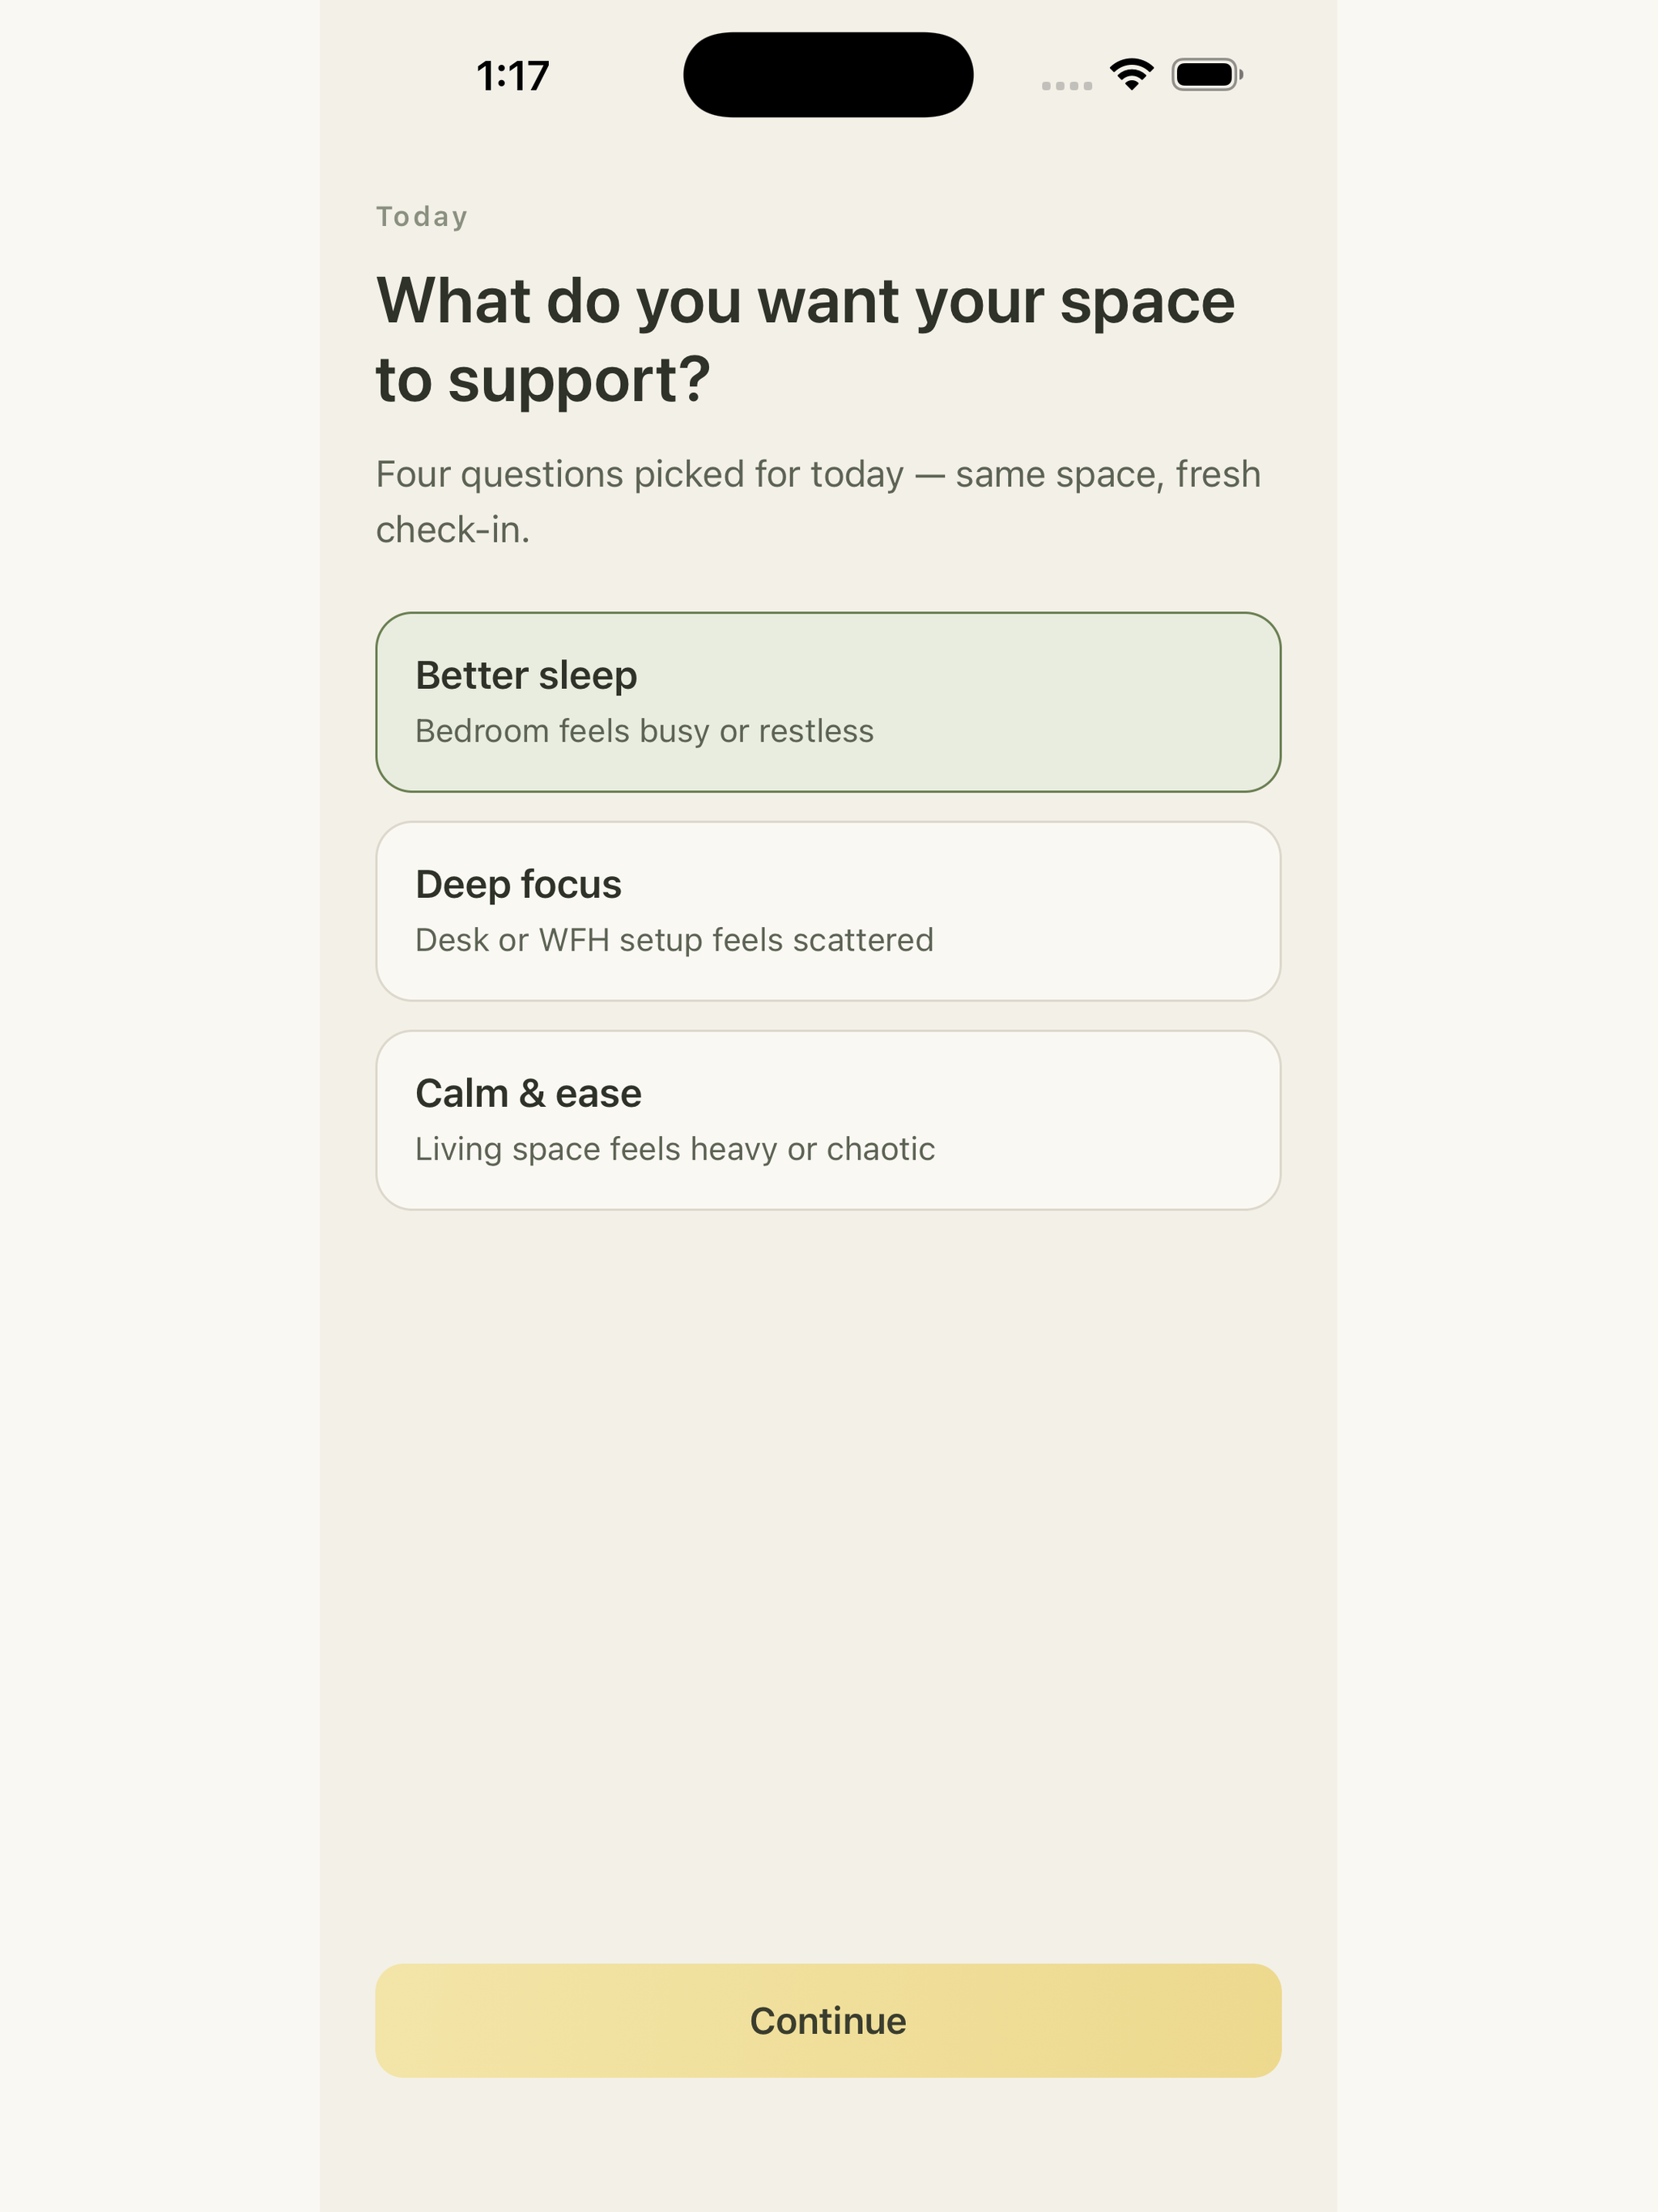 1:17
Today
What do you want your space
to support?
Four questions picked for today — same space, fresh
check-in.
Better sleep
Bedroom feels busy or restless
Deep focus
Desk or WFH setup feels scattered
Calm & ease
Living space feels heavy or chaotic
Continue